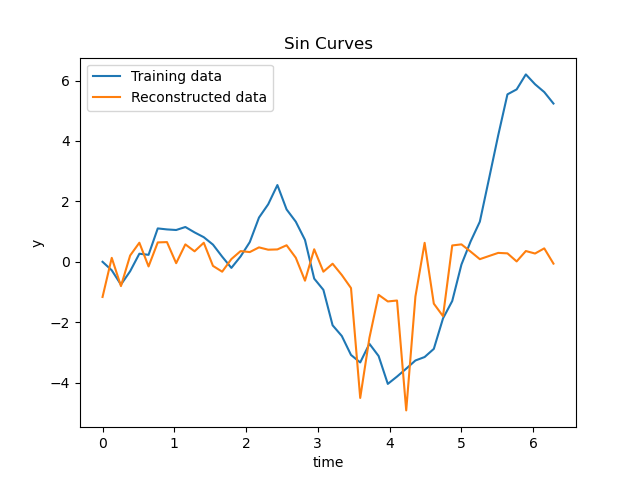 Sin Curves
Training data
Reconstructed data
6
4
2
0
−2
−4
y
0 1 2 3 4 5 6
time